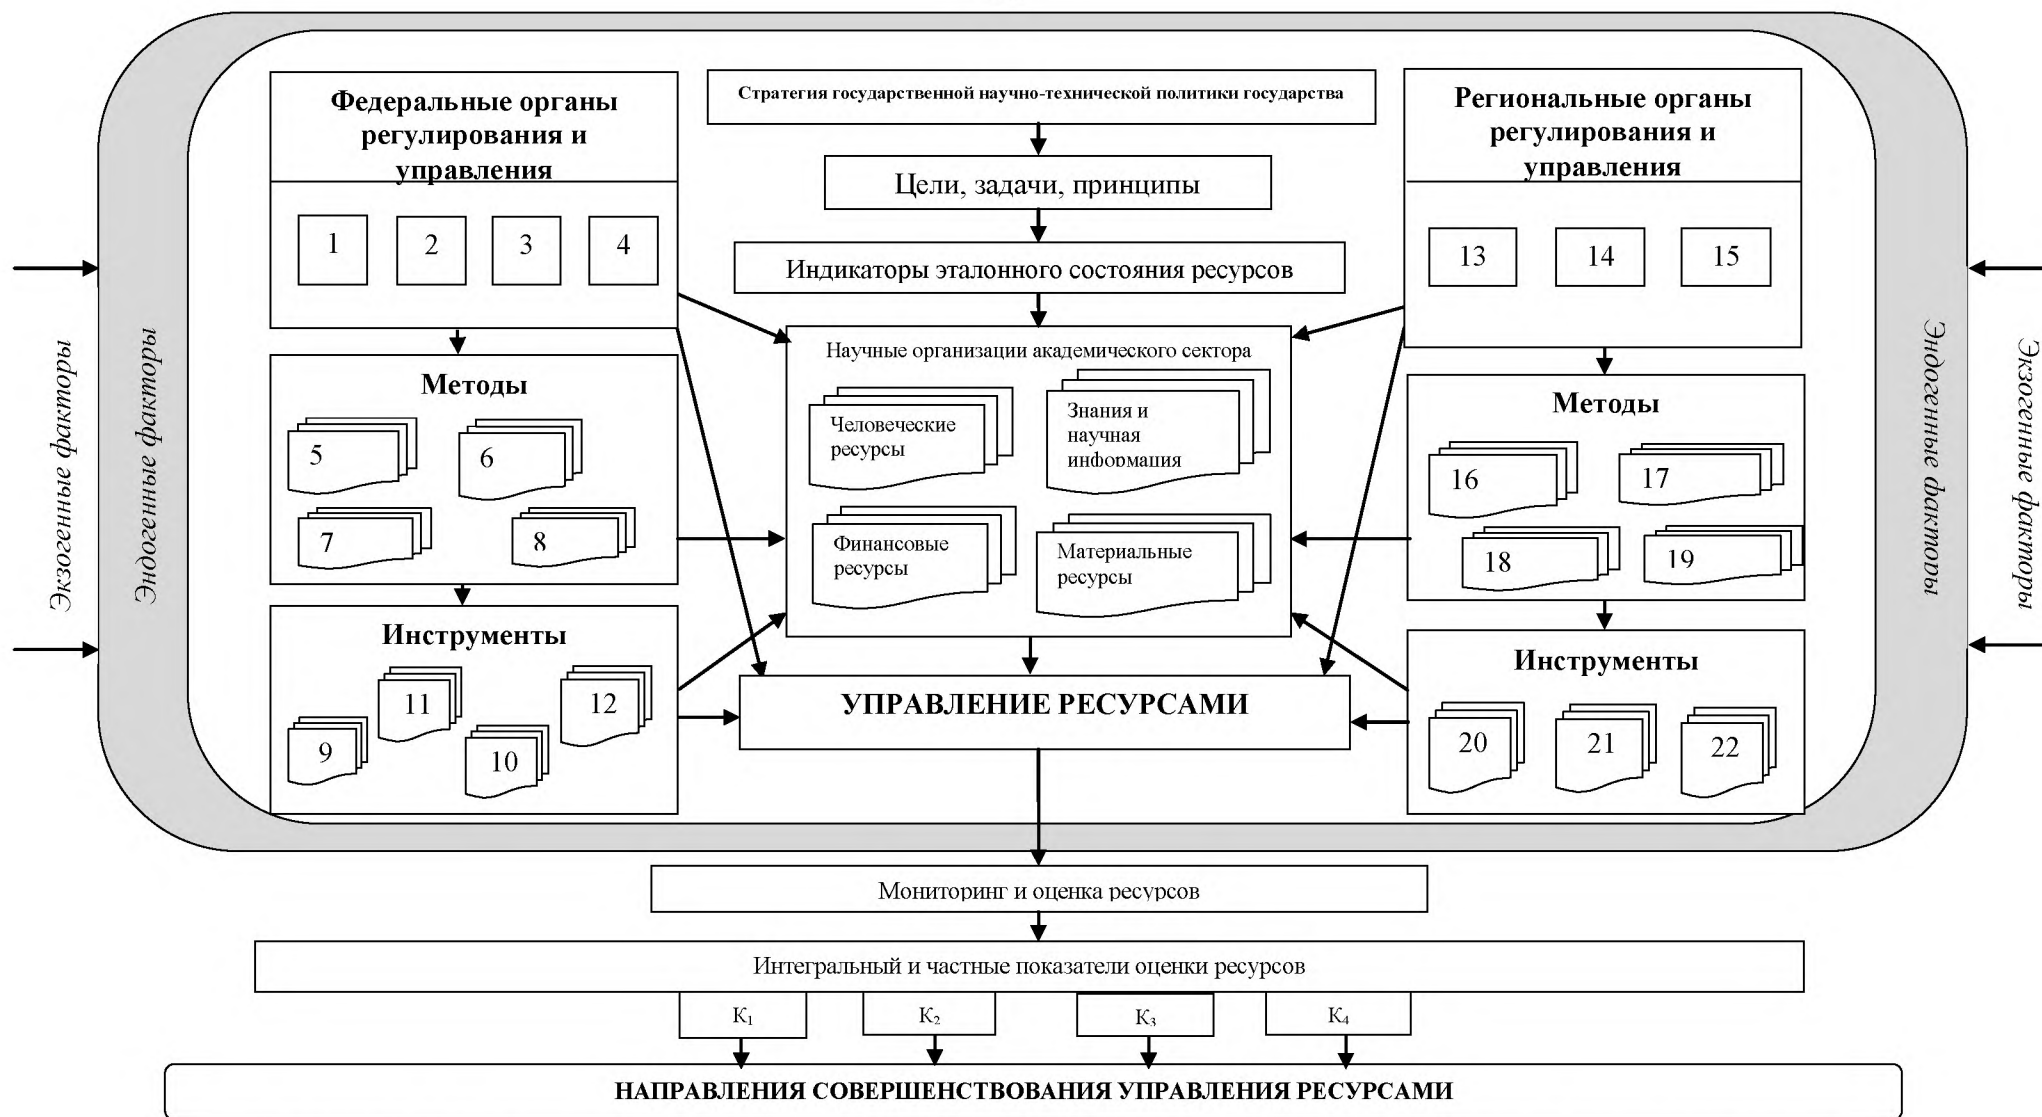 Федеральные органы
регулирования и
управления
1
2
3
4
Методы
5
6
7
8
Инструменты
11
12
9
10
Стратегия государственной научно-технической политики государства
Цели, задачи, принципы
Индикаторы эталонного состояния ресурсов
Научные организации академического сектора
Человеческие
ресурсы
Знания и
научная
информация
Финансовые
ресурсы
Материальные
ресурсы
УПРАВЛЕНИЕ РЕСУРСАМИ
Региональные органы
регулирования и
управления
13
14
15
Методы
16
17
18
19
Инструменты
20
21
22
Экзогенные факторы
Эндогенные факторы
Эндогенные факторы
Экзогенные факторы
Мониторинг и оценка ресурсов
Интегральный и частные показатели оценки ресурсов
К₁
К₂
К₃
К₄
НАПРАВЛЕНИЯ СОВЕРШЕНСТВОВАНИЯ УПРАВЛЕНИЯ РЕСУРСАМИ